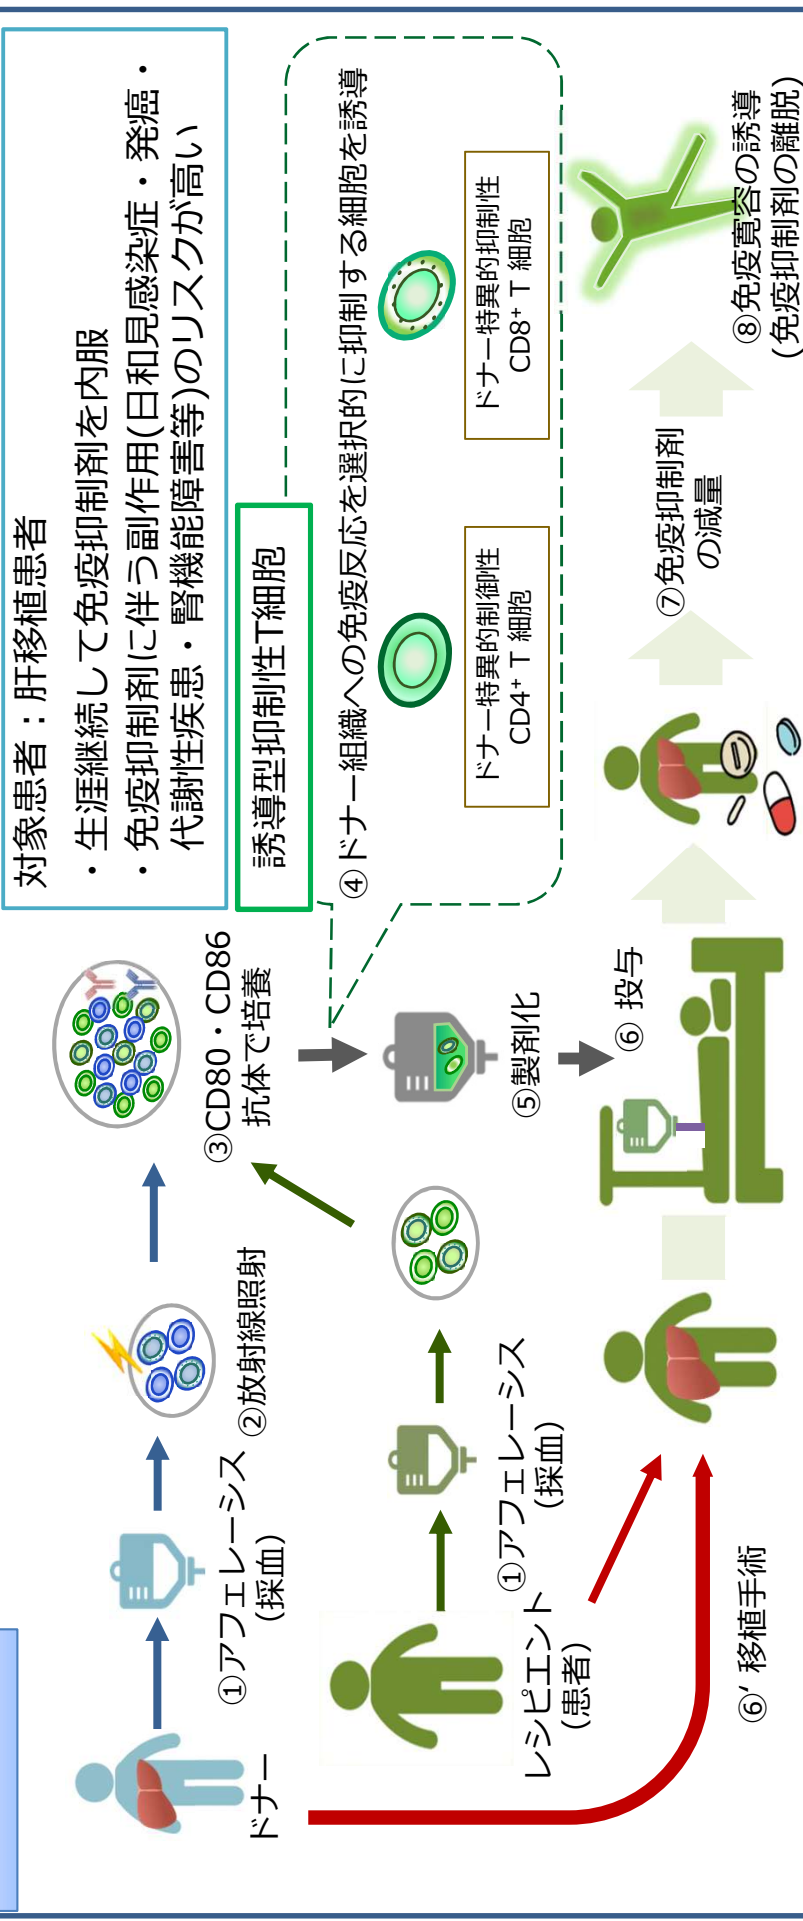 対象患者：肝移植患者
・生涯継続して免疫抑制剤を内服
・免疫抑制剤に伴う副作用(日和見感染症・発癌・
代謝性疾患・腎機能障害等)のリスクが高い
誘導型抑制性T細胞
④ドナー組織への免疫反応を選択的に抑制する細胞を誘導
ドナー特異的制御性
CD4⁺ T 細胞
ドナー特異的抑制性
CD8⁺ T 細胞
ドナー
①アフェレーシス
(採血)
②放射線照射
③CD80・CD86
抗体で培養
レシピエント
(患者)
①アフェレーシス
(採血)
⑤製剤化
⑥ 投与
⑥‘ 移植手術
⑦免疫抑制剤
の減量
⑧免疫寛容の誘導
(免疫抑制剤の離脱)